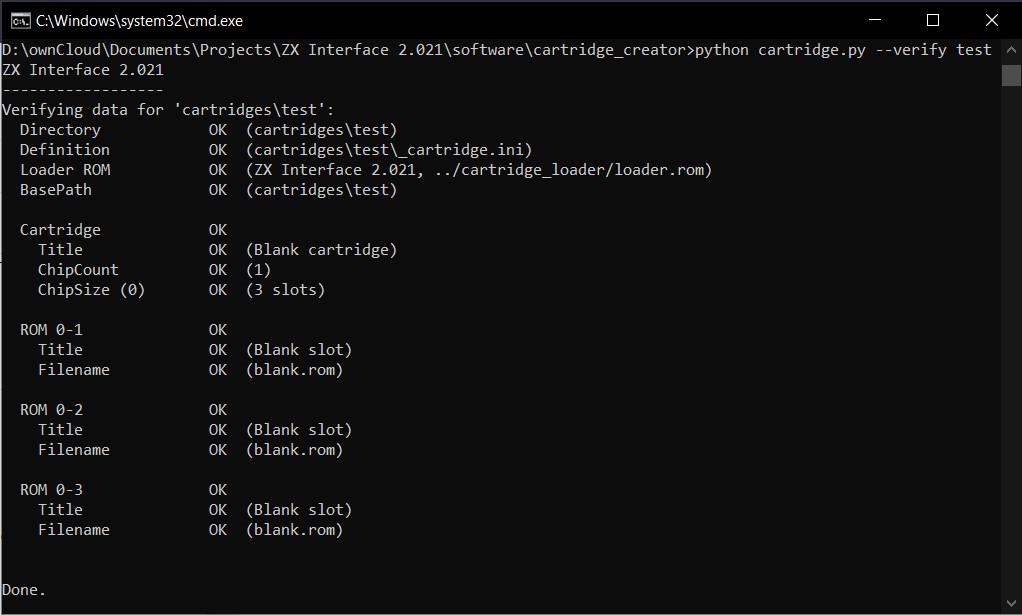 C:\Windows\system32\cmd.exe
D:\ownCloud\Documents\Projects\ZX Interface 2.021\software\cartridge_creator>python cartridge.py --verify test
ZX Interface 2.021
------------------
Verifying data for 'cartridges\test':
  Directory            OK  (cartridges\test)
  Definition           OK  (cartridges\test\_cartridge.ini)
  Loader ROM           OK  (ZX Interface 2.021, ../cartridge_loader/loader.rom)
  BasePath             OK  (cartridges\test)

  Cartridge            OK
    Title              OK  (Blank cartridge)
    ChipCount          OK  (1)
    ChipSize (0)       OK  (3 slots)

  ROM 0-1              OK
    Title              OK  (Blank slot)
    Filename           OK  (blank.rom)

  ROM 0-2              OK
    Title              OK  (Blank slot)
    Filename           OK  (blank.rom)

  ROM 0-3              OK
    Title              OK  (Blank slot)
    Filename           OK  (blank.rom)


Done.